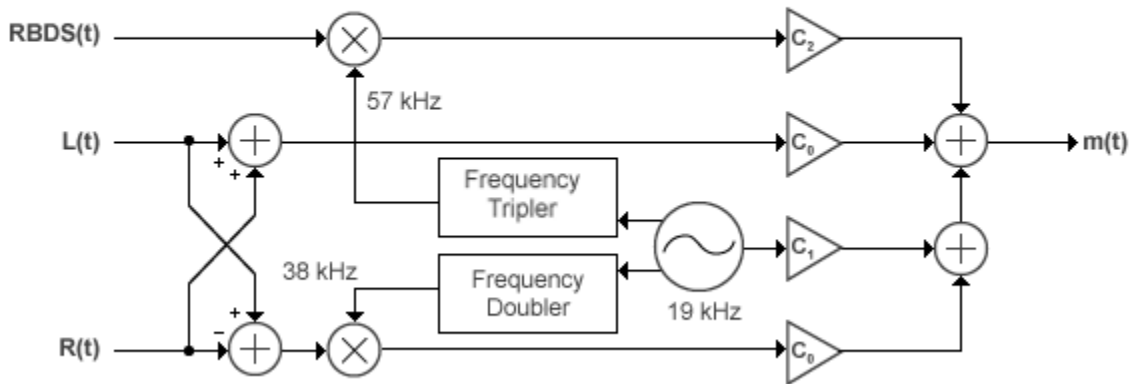 RBDS(t)
C2
57 kHz
L(t)
+
+
C0
m(t)
Frequency
Tripler
C1
38 kHz
Frequency
Doubler
19 kHz
+
−
R(t)
C0